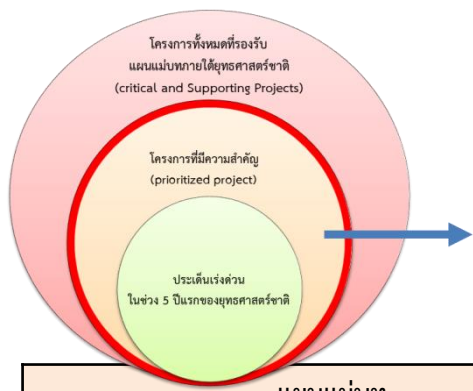 โครงการทั้งหมดที่รองรับ
แผนแม่บทภายใต้ยุทธศาสตร์ชาติ
(critical and Supporting Projects)
โครงการที่มีความสำคัญ
(prioritized project)
ประเด็นเร่งด่วน
ในช่วง 5 ปีแรกของยุทธศาสตร์ชาติ